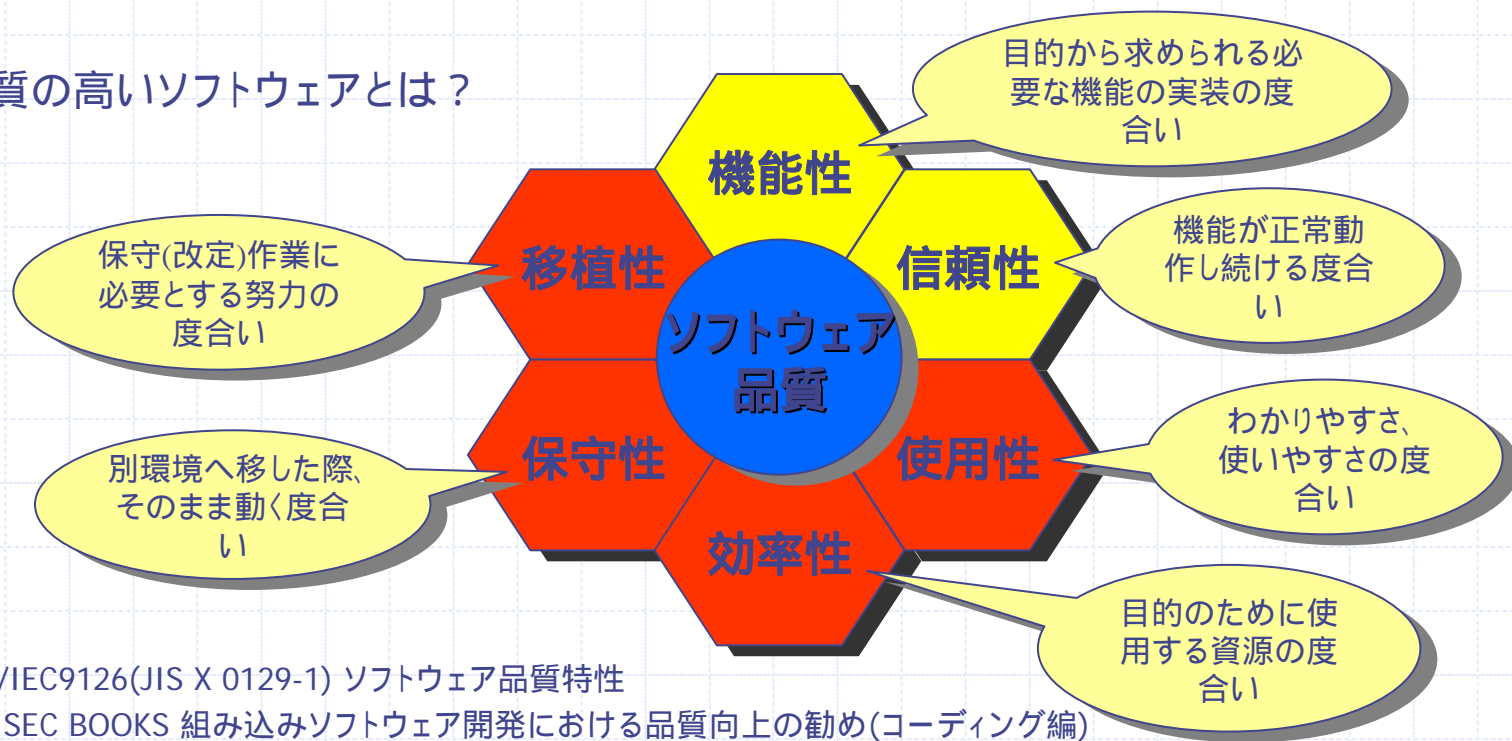 質の高いソフトウェアとは？
目的から求められる必
要な機能の実装の度
合い
機能性
移植性
信頼性
機能が正常動
作し続ける度合
い
保守(改定)作業に
必要とする努力の
度合い
ソフトウェア
品質
保守性
使用性
わかりやすさ、
使いやすさの度
合い
別環境へ移した際、
そのまま動く度合
い
効率性
目的のために使
用する資源の度
合い
/IEC9126(JIS X 0129-1) ソフトウェア品質特性
SEC BOOKS 組み込みソフトウェア開発における品質向上の勧め(コーディング編)